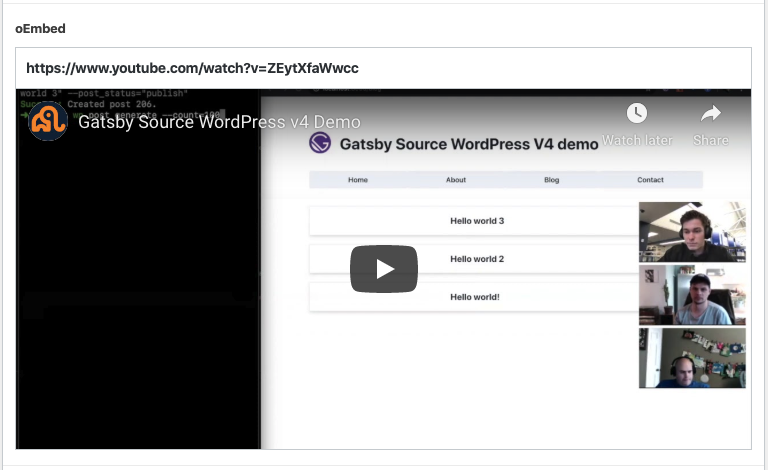 oEmbed
https://www.youtube.com/watch?v=ZEytXfaWwcc
world 3" --post_status="publish"
Success: Created post 206.
wp post generate --count=100
Gatsby Source WordPress v4 Demo
Watch later
Share
Gatsby Source WordPress V4 demo
Home About Blog Contact
Hello world 3
Hello world 2
Hello world!